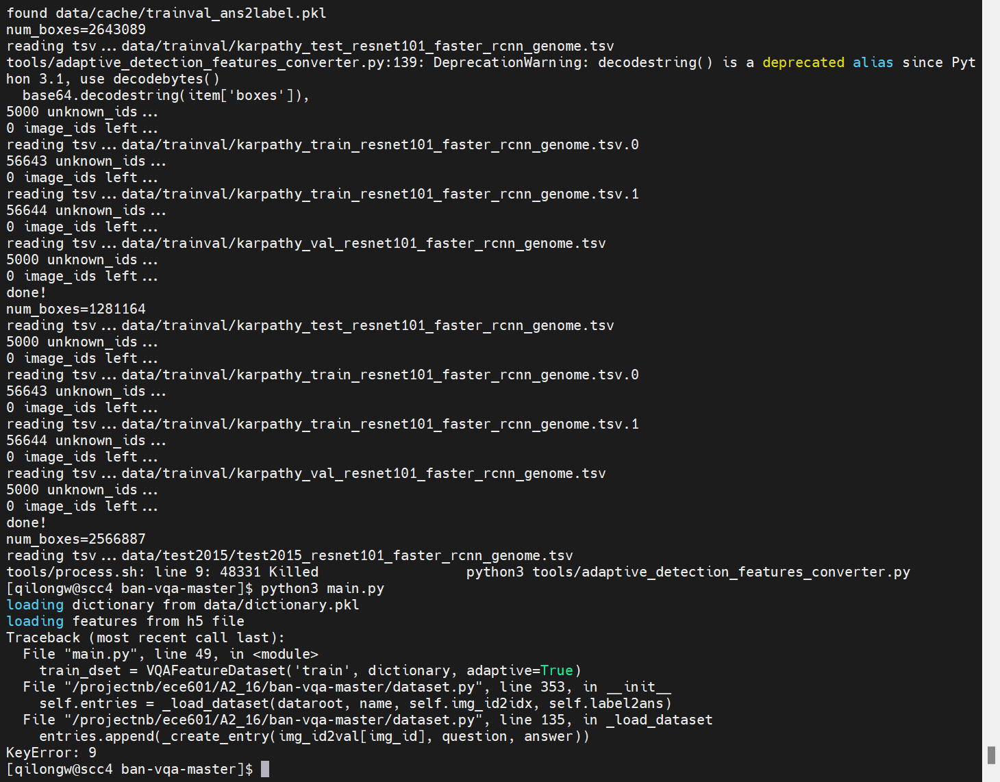 found data/cache/trainval_ans2label.pkl
num_boxes=2643089
reading tsv...data/trainval/karpathy_test_resnet101_faster_rcnn_genome.tsv
tools/adaptive_detection_features_converter.py:139: DeprecationWarning: decodestring() is a deprecated alias since Pyt
hon 3.1, use decodebytes()
  base64.decodestring(item['boxes']),
5000 unknown_ids...
0 image_ids left...
reading tsv...data/trainval/karpathy_train_resnet101_faster_rcnn_genome.tsv.0
56643 unknown_ids...
0 image_ids left...
reading tsv...data/trainval/karpathy_train_resnet101_faster_rcnn_genome.tsv.1
56644 unknown_ids...
0 image_ids left...
reading tsv...data/trainval/karpathy_val_resnet101_faster_rcnn_genome.tsv
5000 unknown_ids...
0 image_ids left...
done!
num_boxes=1281164
reading tsv...data/trainval/karpathy_test_resnet101_faster_rcnn_genome.tsv
5000 unknown_ids...
0 image_ids left...
reading tsv...data/trainval/karpathy_train_resnet101_faster_rcnn_genome.tsv.0
56643 unknown_ids...
0 image_ids left...
reading tsv...data/trainval/karpathy_train_resnet101_faster_rcnn_genome.tsv.1
56644 unknown_ids...
0 image_ids left...
reading tsv...data/trainval/karpathy_val_resnet101_faster_rcnn_genome.tsv
5000 unknown_ids...
0 image_ids left...
done!
num_boxes=2566887
reading tsv...data/test2015/test2015_resnet101_faster_rcnn_genome.tsv
tools/process.sh: line 9: 48331 Killed                  python3 tools/adaptive_detection_features_converter.py
[qilongw@scc4 ban-vqa-master]$ python3 main.py
loading dictionary from data/dictionary.pkl
loading features from h5 file
Traceback (most recent call last):
  File "main.py", line 49, in <module>
    train_dset = VQAFeatureDataset('train', dictionary, adaptive=True)
  File "/projectnb/ece601/A2_16/ban-vqa-master/dataset.py", line 353, in __init__
    self.entries = _load_dataset(dataroot, name, self.img_id2idx, self.label2ans)
  File "/projectnb/ece601/A2_16/ban-vqa-master/dataset.py", line 135, in _load_dataset
    entries.append(_create_entry(img_id2val[img_id], question, answer))
KeyError: 9
[qilongw@scc4 ban-vqa-master]$